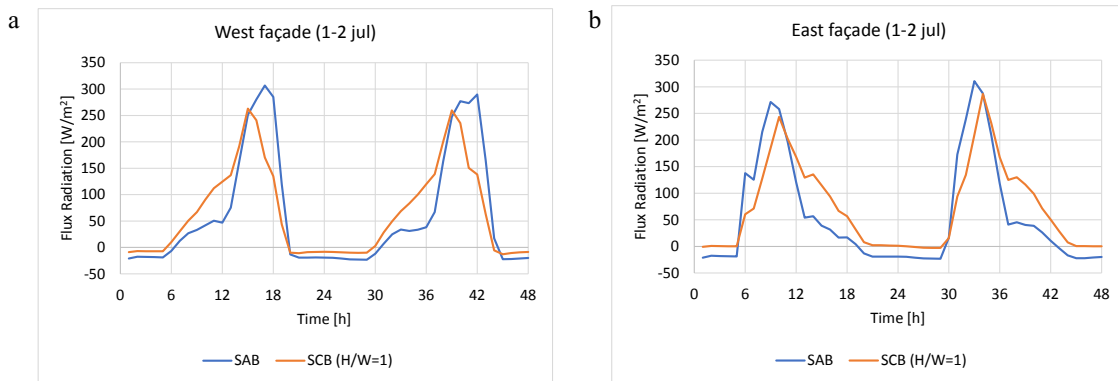 a
West façade (1-2 jul)
Flux Radiation [W/m²]
350
300
250
200
150
100
50
0
-50
0 6 12 18 24 30 36 42 48
Time [h]
SAB SCB (H/W=1)
b
East façade (1-2 jul)
Flux Radiation [W/m²]
350
300
250
200
150
100
50
0
-50
0 6 12 18 24 30 36 42 48
Time [h]
SAB SCB (H/W=1)